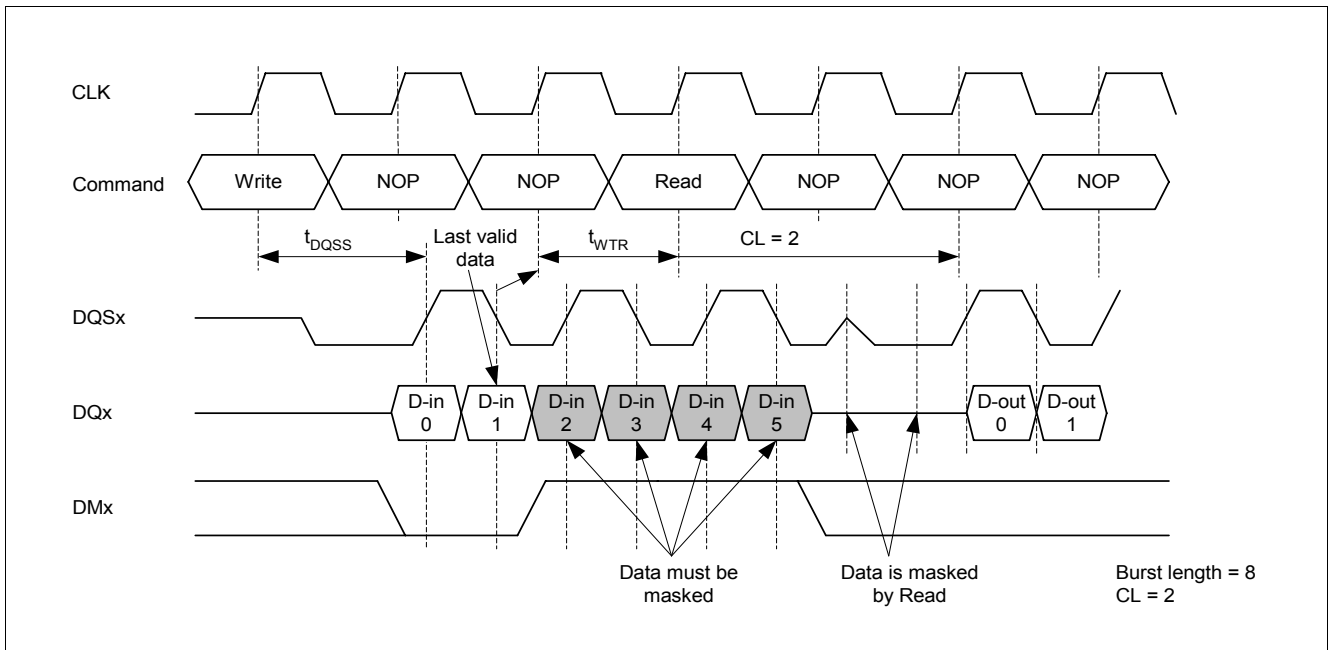 CLK
Command
Write
NOP
NOP
Read
NOP
NOP
NOP
tDQSS
Last valid
data
tWTR
CL = 2
DQSx
DQx
D-in
0
D-in
1
D-in
2
D-in
3
D-in
4
D-in
5
D-out
0
D-out
1
DMx
Data must be
masked
Data is masked
by Read
Burst length = 8
CL = 2